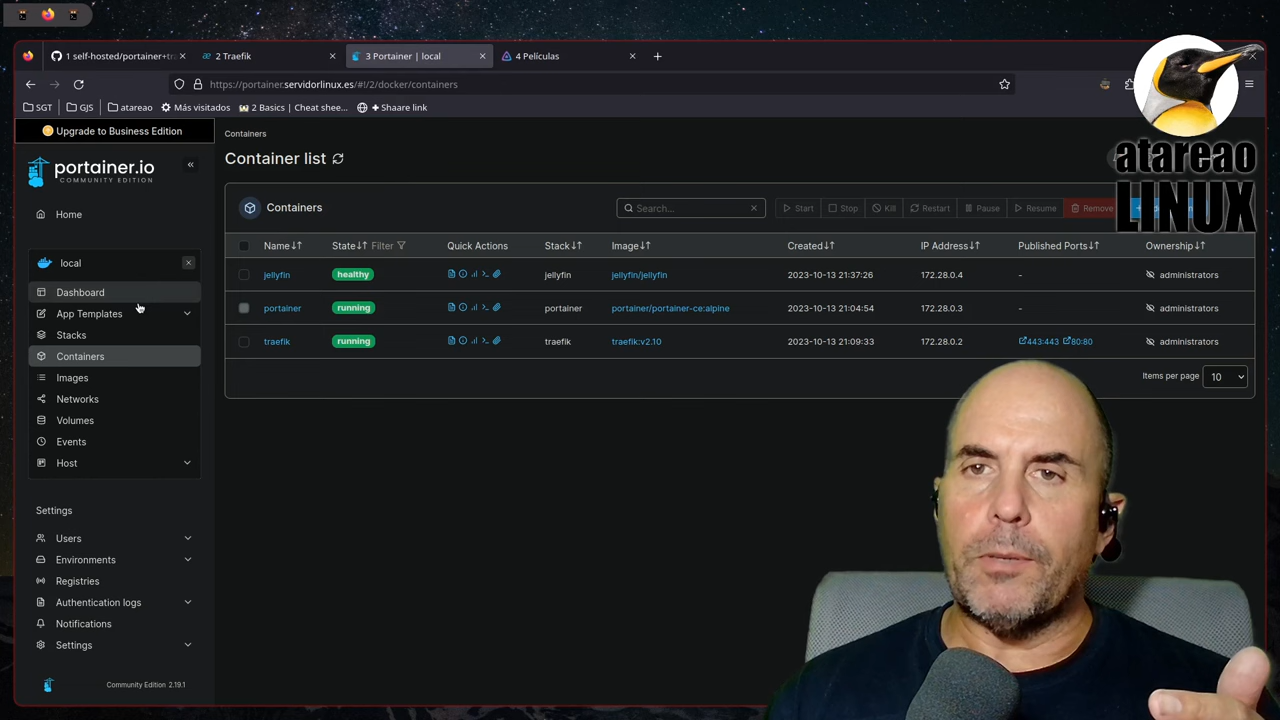 1 self-hosted/portainer+tra
2 Traefik
3 Portainer | local
4 Películas
https://portainer.servidorlinux.es/#!/2/docker/containers
SGT
GJS
atareao
Más visitados
2 Basics | Cheat shee...
+ Shaare link
atareao
LINUX
Upgrade to Business Edition
portainer.io
COMMUNITY EDITION
Home
local
Dashboard
App Templates
Stacks
Containers
Images
Networks
Volumes
Events
Host
Settings
Users
Environments
Registries
Authentication logs
Notifications
Settings
Community Edition 2.19.1
Containers
Container list
Containers
Search...
Start
Stop
Kill
Restart
Pause
Resume
Remove
Name State Filter Quick Actions Stack Image Created IP Address Published Ports Ownership
jellyfin healthy jellyfin jellyfin/jellyfin 2023-10-13 21:37:26 172.28.0.4 - administrators
portainer running portainer portainer/portainer-ce:alpine 2023-10-13 21:04:54 172.28.0.3 - administrators
traefik running traefik traefik:v2.10 2023-10-13 21:09:33 172.28.0.2 443:443 80:80 administrators
Items per page 10